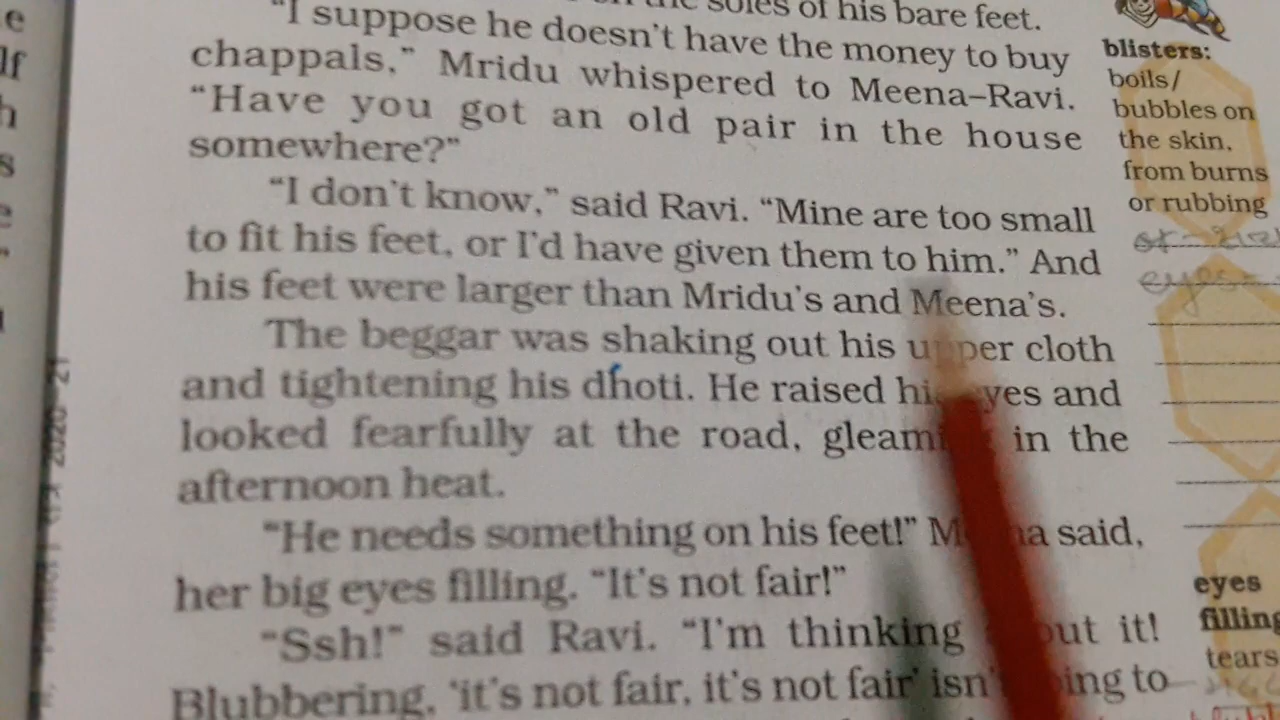 soles of his bare feet.
"I suppose he doesn't have the money to buy
chappals," Mridu whispered to Meena–Ravi.
"Have you got an old pair in the house
somewhere?"
"I don't know," said Ravi. "Mine are too small
to fit his feet, or I'd have given them to him." And
his feet were larger than Mridu's and Meena's.
The beggar was shaking out his upper cloth
and tightening his dhoti. He raised his eyes and
looked fearfully at the road, gleaming in the
afternoon heat.
"He needs something on his feet!" Meena said,
her big eyes filling. "It's not fair!"
"Ssh!" said Ravi. "I'm thinking about it!
Blubbering, 'it's not fair, it's not fair' isn't going to
blisters:
boils/
bubbles on
the skin,
from burns
or rubbing
eyes
eyes
filling
tears
2020-21